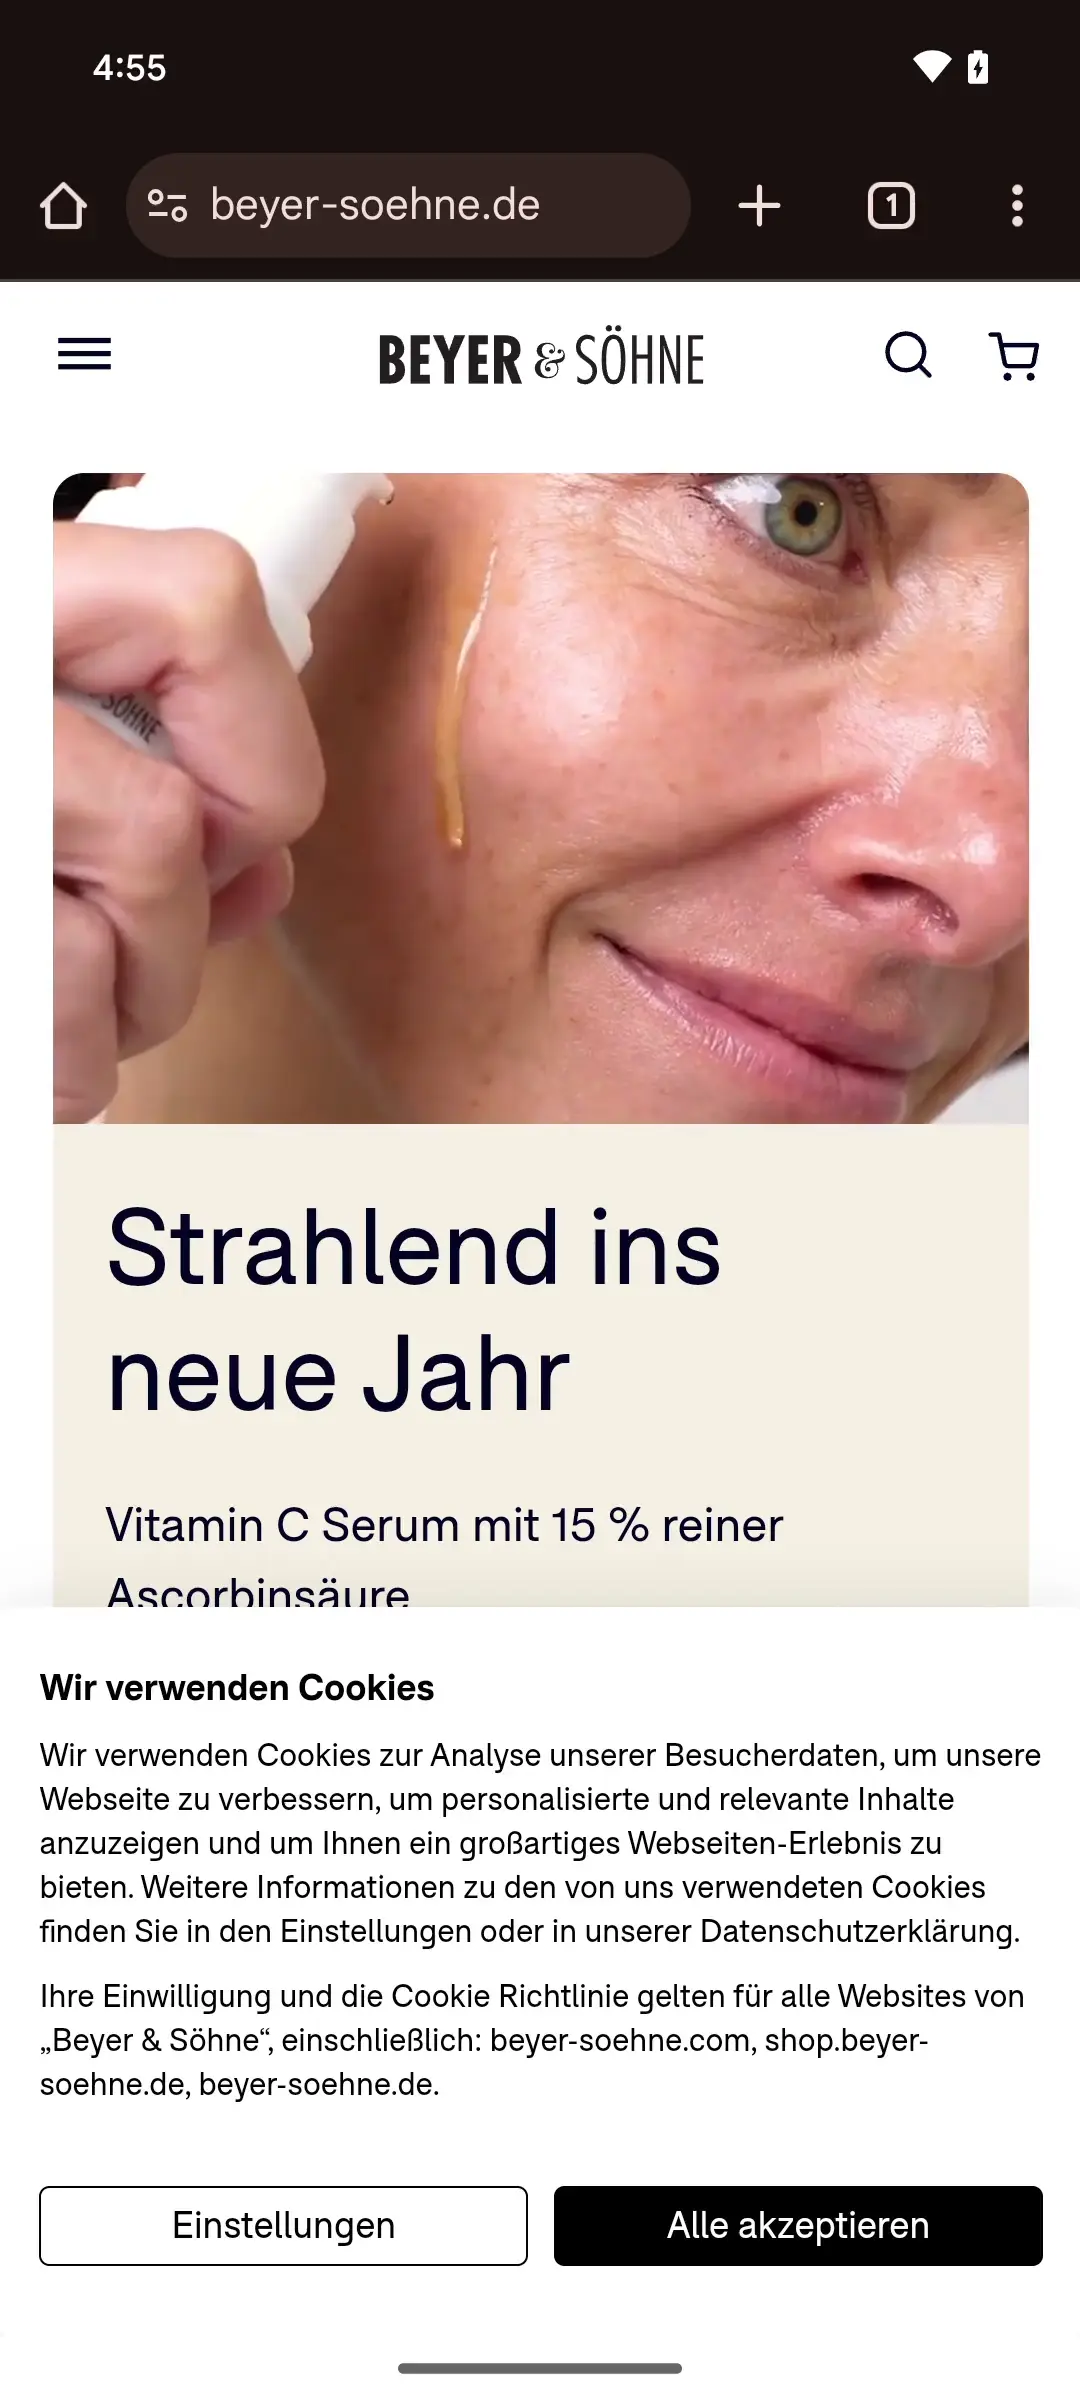 4:55
beyer-soehne.de
1
BEYER & SÖHNE
SÖHNE
Strahlend ins
neue Jahr
Vitamin C Serum mit 15 % reiner
Ascorbinsäure
Wir verwenden Cookies
Wir verwenden Cookies zur Analyse unserer Besucherdaten, um unsere
Webseite zu verbessern, um personalisierte und relevante Inhalte
anzuzeigen und um Ihnen ein großartiges Webseiten-Erlebnis zu
bieten. Weitere Informationen zu den von uns verwendeten Cookies
finden Sie in den Einstellungen oder in unserer Datenschutzerklärung.
Ihre Einwilligung und die Cookie Richtlinie gelten für alle Websites von
„Beyer & Söhne“, einschließlich: beyer-soehne.com, shop.beyer-
soehne.de, beyer-soehne.de.
Einstellungen
Alle akzeptieren